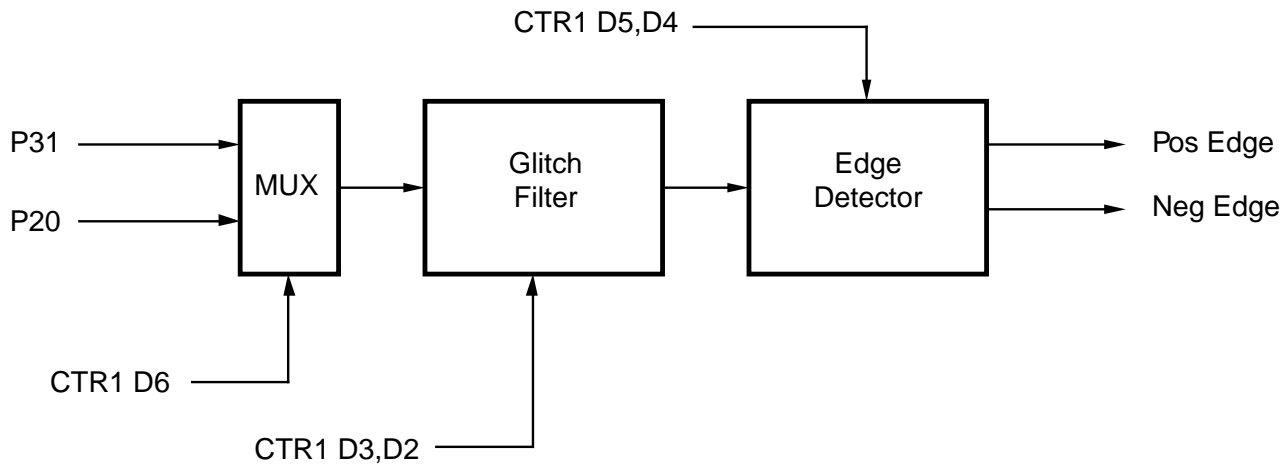 CTR1 D5,D4
P31
P20
MUX
Glitch
Filter
Edge
Detector
Pos Edge
Neg Edge
CTR1 D6
CTR1 D3,D2